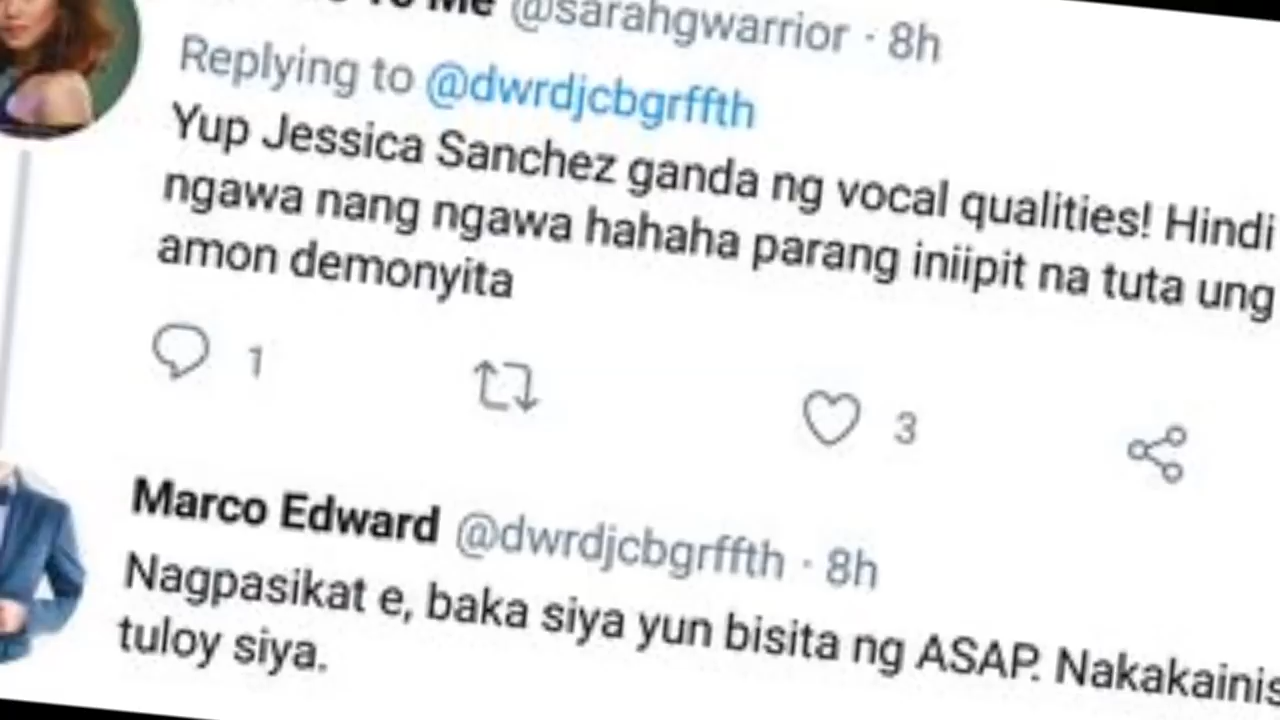 To Me @sarahgwarrior · 8h
Replying to @dwrdjcbgrffth
Yup Jessica Sanchez ganda ng vocal qualities! Hindi
ngawa nang ngawa hahaha parang iniipit na tuta ung
amon demonyita
1 3
Marco Edward @dwrdjcbgrffth · 8h
Nagpasikat e, baka siya yun bisita ng ASAP. Nakakainis
tuloy siya.